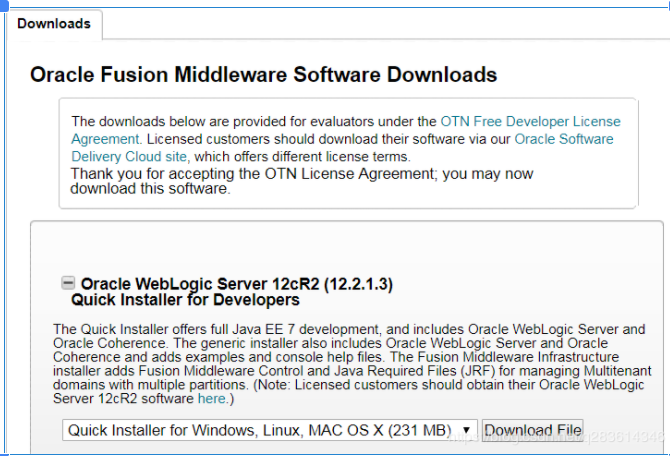 Downloads
Oracle Fusion Middleware Software Downloads
The downloads below are provided for evaluators under the OTN Free Developer License
Agreement. Licensed customers should download their software via our Oracle Software
Delivery Cloud site, which offers different license terms.
Thank you for accepting the OTN License Agreement; you may now
download this software.
Oracle WebLogic Server 12cR2 (12.2.1.3)
Quick Installer for Developers
The Quick Installer offers full Java EE 7 development, and includes Oracle WebLogic Server and
Oracle Coherence. The generic installer also includes Oracle WebLogic Server and Oracle
Coherence and adds examples and console help files. The Fusion Middleware Infrastructure
installer adds Fusion Middleware Control and Java Required Files (JRF) for managing Multitenant
domains with multiple partitions. (Note: Licensed customers should obtain their Oracle WebLogic
Server 12cR2 software here.)
Quick Installer for Windows, Linux, MAC OS X (231 MB) Download File